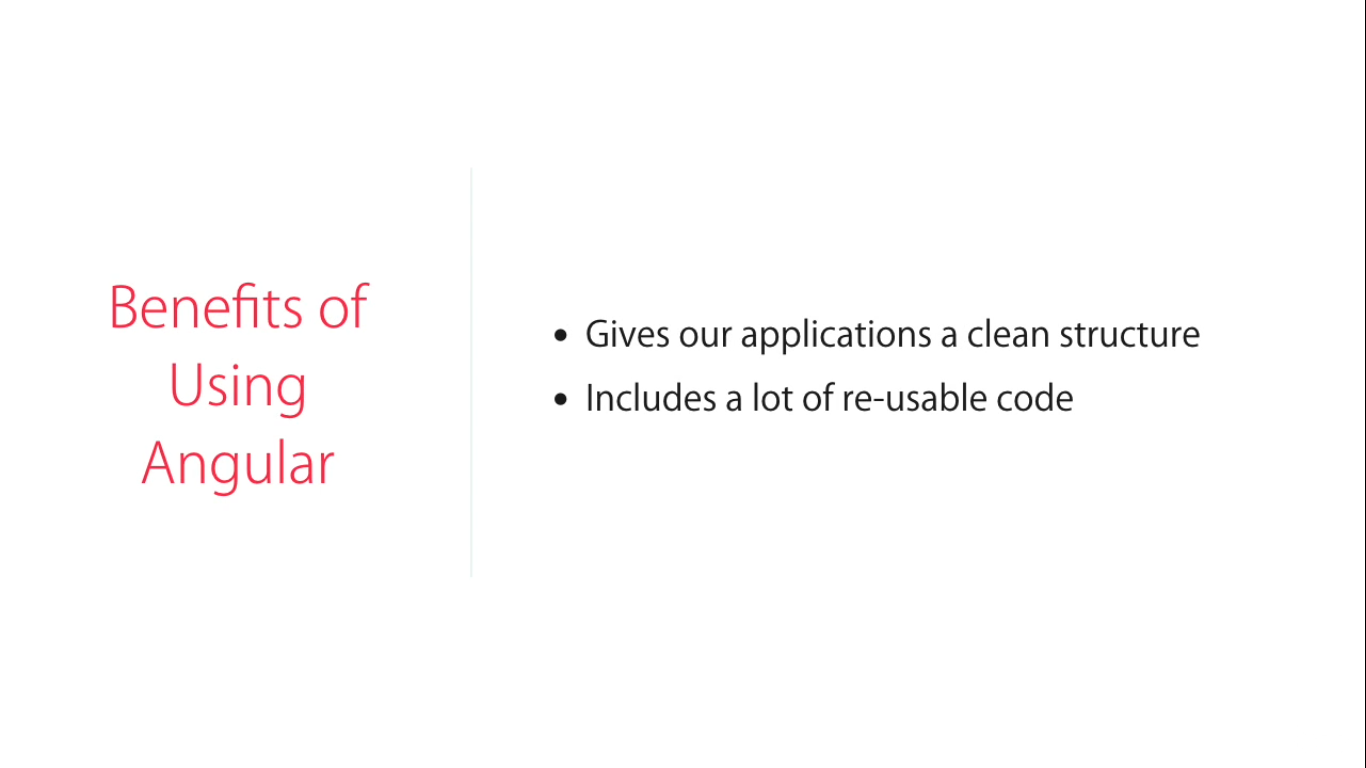 Benefits of
Using
Angular
• Gives our applications a clean structure
• Includes a lot of re-usable code